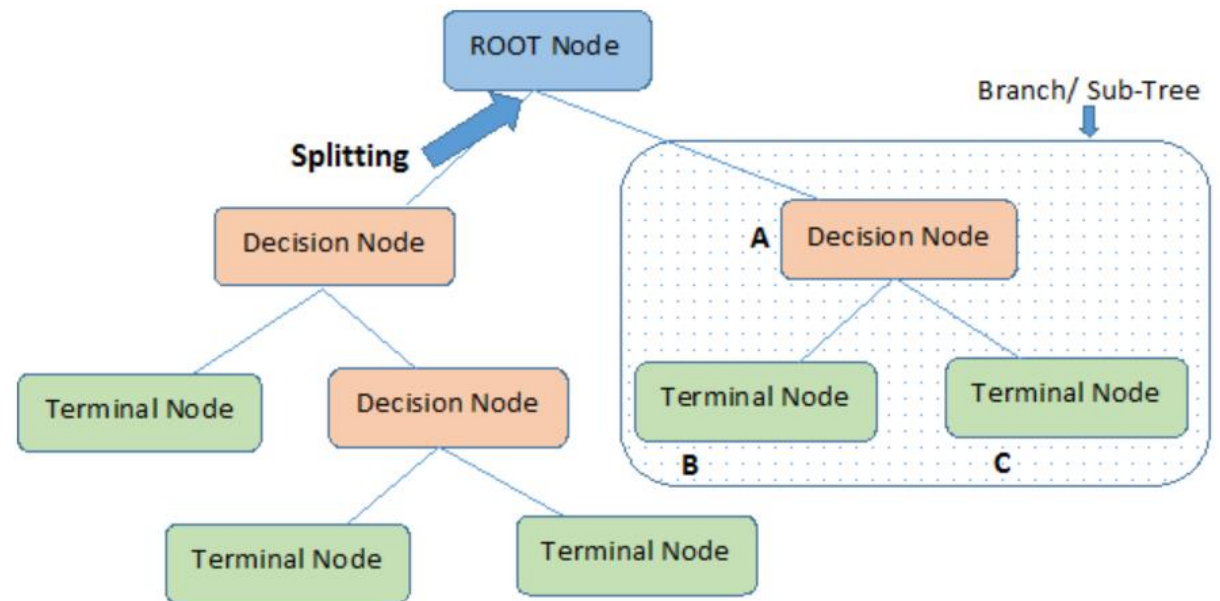 ROOT Node
Branch/ Sub-Tree
Splitting
Decision Node
A
Decision Node
Terminal Node
Decision Node
Terminal Node
Terminal Node
B
C
Terminal Node
Terminal Node